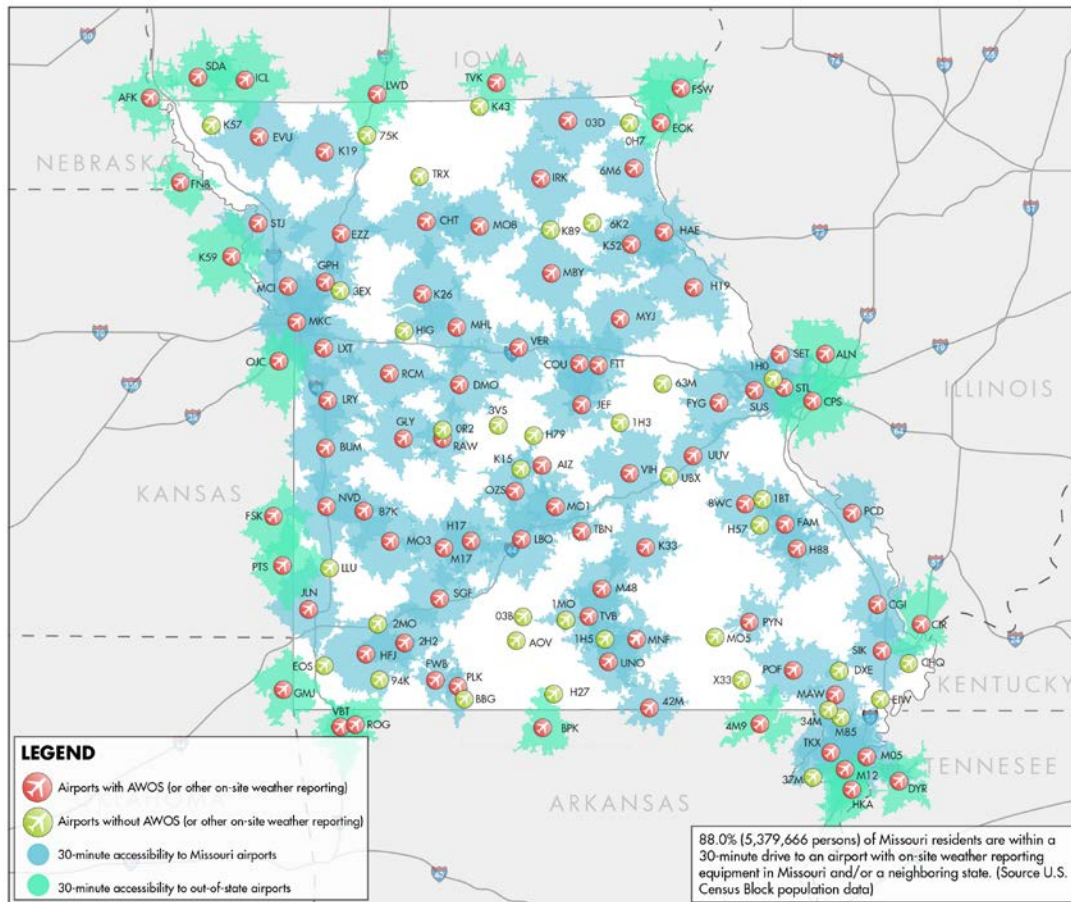 IOWA
SDA
ICL
LWD
TVK
FSW
AFK
K43
K57
75K
03D
0H7
EOK
EVU
K19
NEBRASKA
TRX
IRK
6M6
FNB
STJ
EZZ
CHT
MO8
K89
6K2
HAE
K52
K59
MCI
GPH
3EX
K26
MBY
H19
HIG
MHL
MYJ
MKC
VER
OJC
LXT
COU
FTT
1H0
SET
ALN
RCM
DMO
63M
STL
SUS
CPS
LRY
JEF
FYG
ILLINOIS
3VS
1H3
GLY
0R2
H79
RAW
BUM
K15
AIZ
UUV
VIH
UBX
KANSAS
OZS
NVD
B7K
MO1
8WC
1BT
PCD
FSK
H17
TBN
H57
FAM
MO3
M17
LBO
K33
H88
PTS
LLU
JLN
SGF
M48
CGI
03B
1MO
TVB
PYN
CIR
2MO
2H2
AOV
1H5
MNF
MO5
SIK
HFJ
UNO
POF
DXE
CHQ
EOS
FWB
PLK
X33
KENTUCKY
GMJ
94K
BBG
H27
42M
MAW
EIW
VBT
ROG
BPK
4M9
34M
M85
TKX
M05
TENNESSEE
37M
M12
DYR
HKA
ARKANSAS
LEGEND
Airports with AWOS (or other on-site weather reporting)
Airports without AWOS (or other on-site weather reporting)
30-minute accessibility to Missouri airports
30-minute accessibility to out-of-state airports
88.0% (5,379,666 persons) of Missouri residents are within a
30-minute drive to an airport with on-site weather reporting
equipment in Missouri and/or a neighboring state. (Source U.S.
Census Block population data)